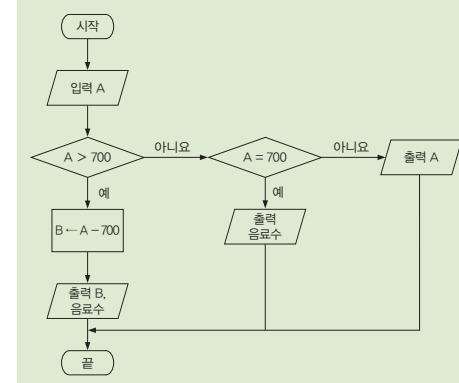 시작
입력 A
A > 700
아니요
A = 700
아니요
출력 A
예
예
B ← A − 700
출력
음료수
출력 B,
음료수
끝